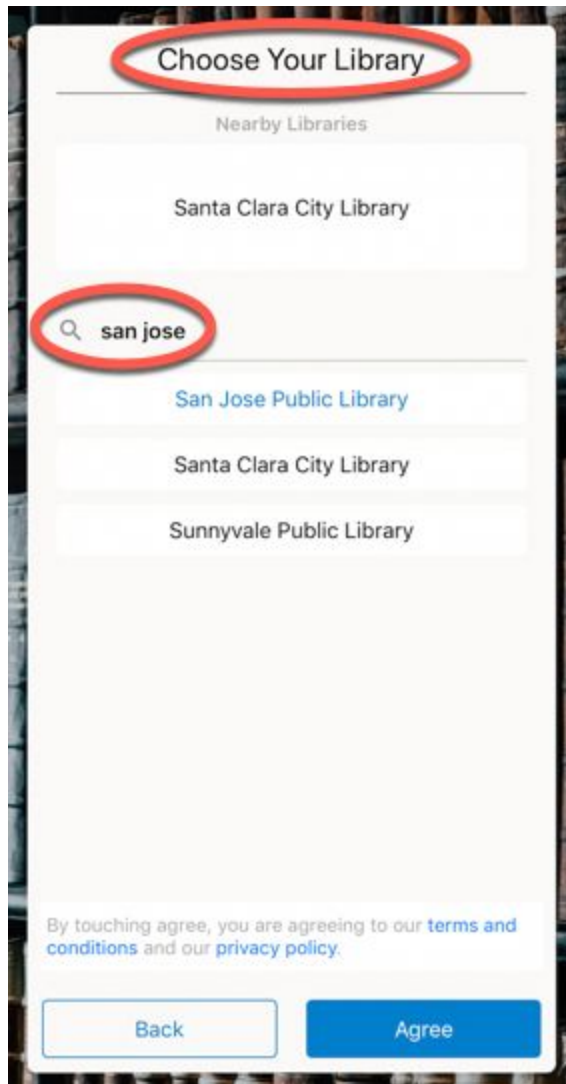 Choose Your Library
Nearby Libraries
Santa Clara City Library
san jose
San Jose Public Library
Santa Clara City Library
Sunnyvale Public Library
By touching agree, you are agreeing to our terms and
conditions and our privacy policy.
Back
Agree